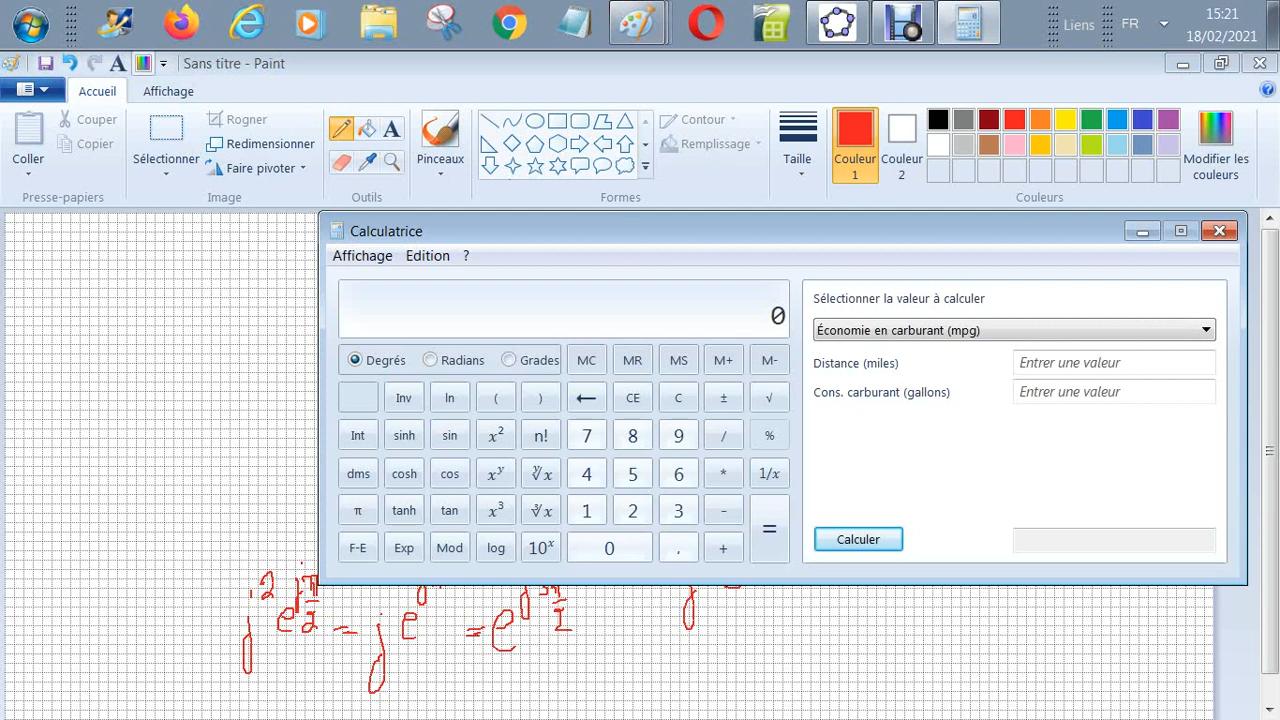 Liens FR 15:21
18/02/2021
Sans titre - Paint
Accueil Affichage
Coller
Couper
Copier
Presse-papiers
Sélectionner
Rogner
Redimensionner
Faire pivoter
Image
Outils
Pinceaux
Contour
Remplissage
Formes
Taille
Couleur 1
Couleur 2
Modifier les couleurs
Couleurs
Calculatrice
Affichage Edition ?
0
Degrés Radians Grades MC MR MS M+ M-
Inv ln ( ) ← CE C ± √
Int sinh sin x² n! 7 8 9 / %
dms cosh cos xʸ ʸ√x 4 5 6 * 1/x
π tanh tan x³ ³√x 1 2 3 - =
F-E Exp Mod log 10ˣ 0 , +
Sélectionner la valeur à calculer
Économie en carburant (mpg)
Distance (miles) Entrer une valeur
Cons. carburant (gallons) Entrer une valeur
Calculer